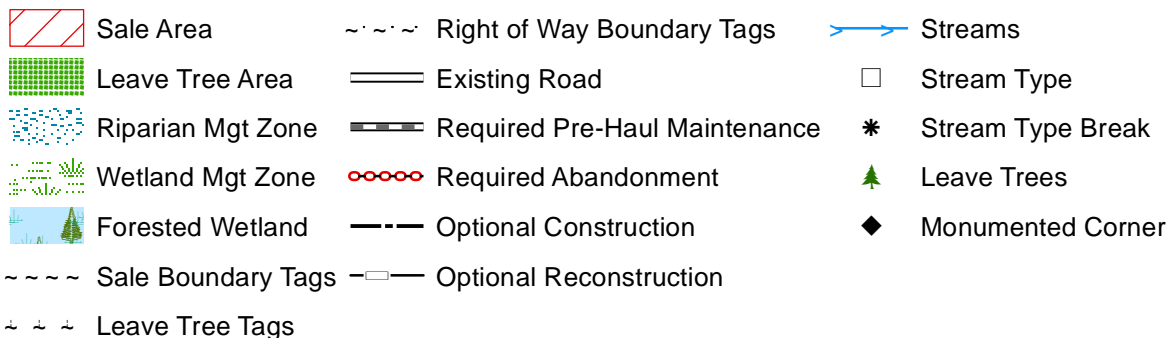 Sale Area
Leave Tree Area
Riparian Mgt Zone
Wetland Mgt Zone
Forested Wetland
Sale Boundary Tags
Leave Tree Tags
Right of Way Boundary Tags
Existing Road
Required Pre-Haul Maintenance
Required Abandonment
Optional Construction
Optional Reconstruction
Streams
Stream Type
Stream Type Break
Leave Trees
Monumented Corner